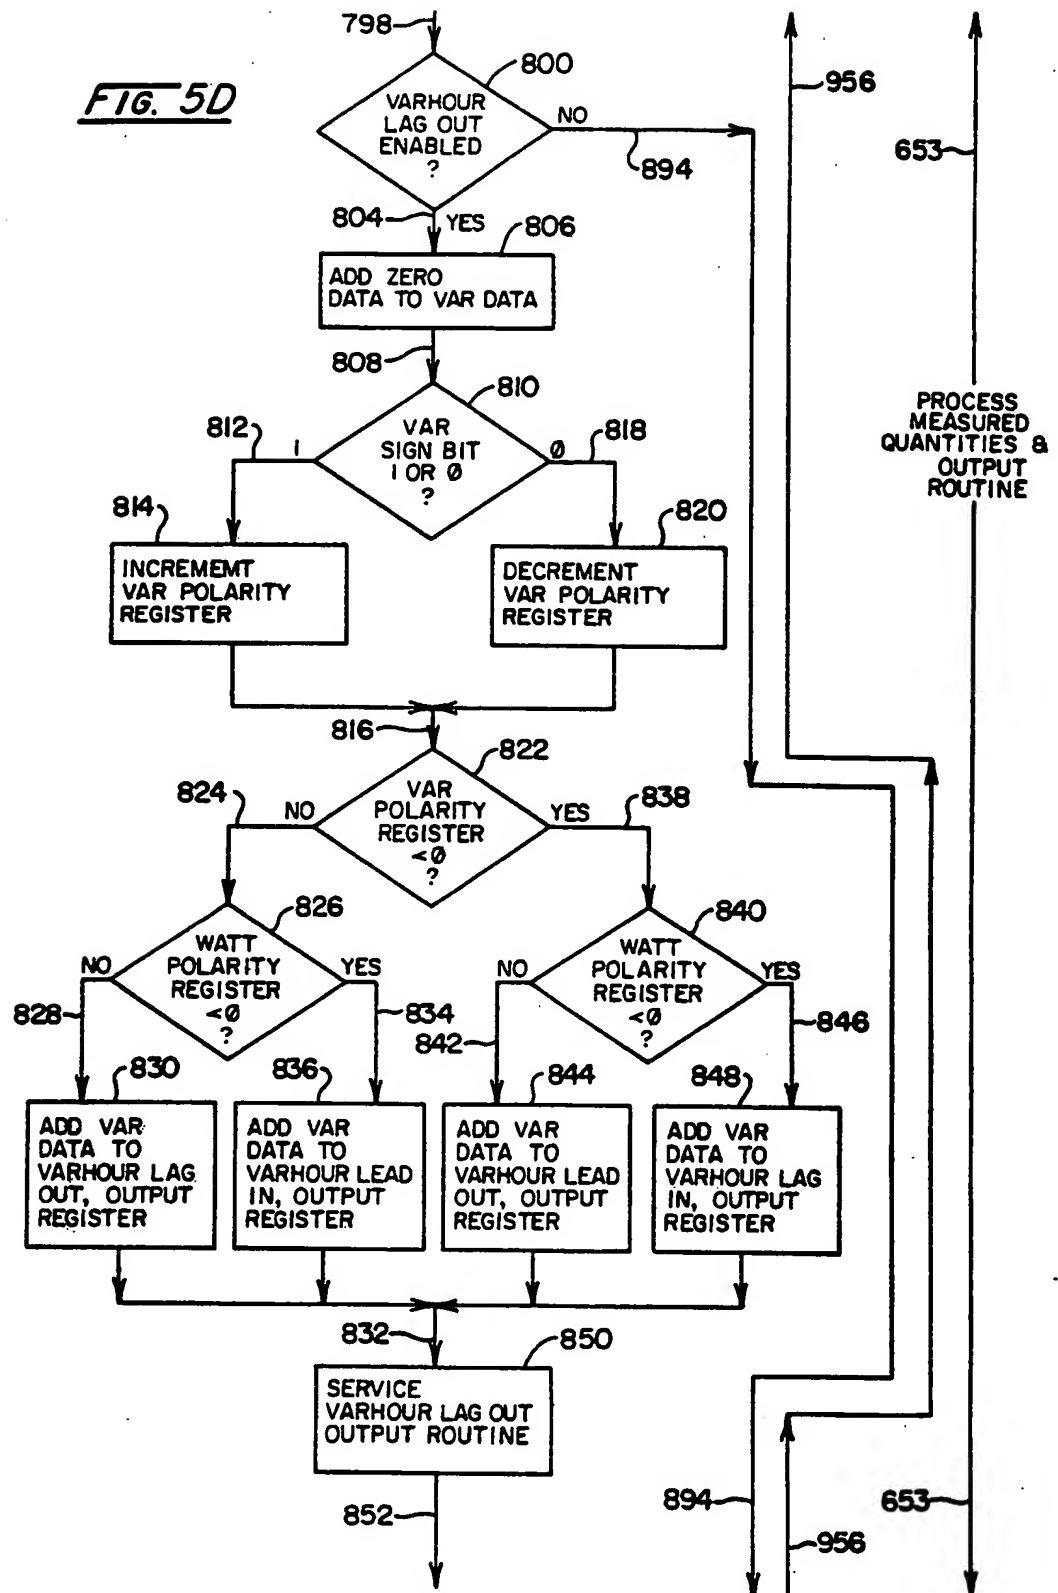 798
FIG. 5D
800
VARHOUR
LAG OUT
ENABLED
?
NO
894
956
653
804
YES
806
ADD ZERO
DATA TO VAR DATA
808
810
VAR
SIGN BIT
1 OR Ø
?
812
1
Ø
818
PROCESS
MEASURED
QUANTITIES &
OUTPUT
ROUTINE
814
INCREMEMT
VAR POLARITY
REGISTER
820
DECREMENT
VAR POLARITY
REGISTER
816
822
VAR
POLARITY
REGISTER
<Ø
?
824
NO
YES
838
826
WATT
POLARITY
REGISTER
<Ø
?
NO
YES
828
834
840
WATT
POLARITY
REGISTER
<Ø
?
NO
YES
842
846
830
ADD VAR
DATA TO
VARHOUR LAG
OUT, OUTPUT
REGISTER
836
ADD VAR
DATA TO
VARHOUR LEAD
IN, OUTPUT
REGISTER
844
ADD VAR
DATA TO
VARHOUR LEAD
OUT, OUTPUT
REGISTER
848
ADD VAR
DATA TO
VARHOUR LAG
IN, OUTPUT
REGISTER
832
850
SERVICE
VARHOUR LAG OUT
OUTPUT ROUTINE
852
894
956
653